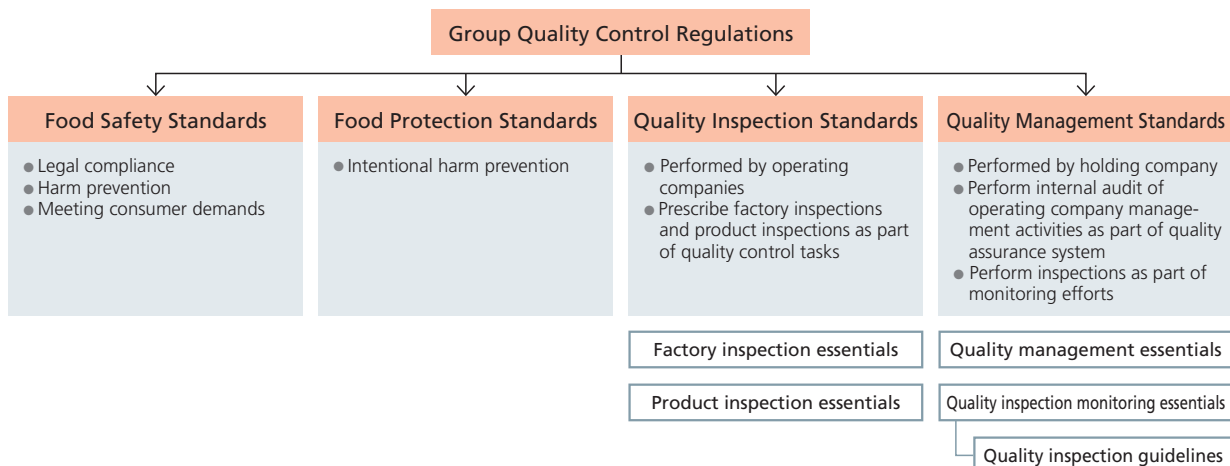 Group Quality Control Regulations
Food Safety Standards
● Legal compliance
● Harm prevention
● Meeting consumer demands
Food Protection Standards
● Intentional harm prevention
Quality Inspection Standards
● Performed by operating
companies
● Prescribe factory inspections
and product inspections as part
of quality control tasks
Factory inspection essentials
Product inspection essentials
Quality Management Standards
● Performed by holding company
● Perform internal audit of
operating company manage-
ment activities as part of quality
assurance system
● Perform inspections as part of
monitoring efforts
Quality management essentials
Quality inspection monitoring essentials
Quality inspection guidelines